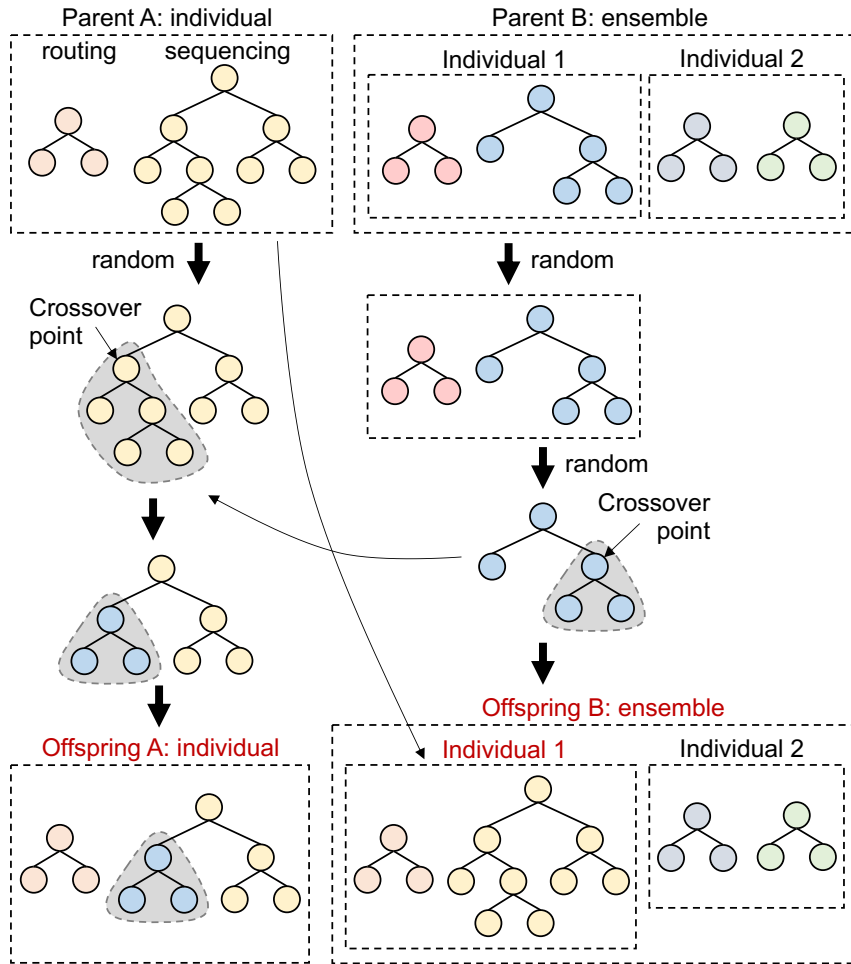 Parent A: individual
Parent B: ensemble
routing
sequencing
Individual 1
Individual 2
random
random
Crossover
point
random
Crossover
point
Offspring B: ensemble
Offspring A: individual
Individual 1
Individual 2